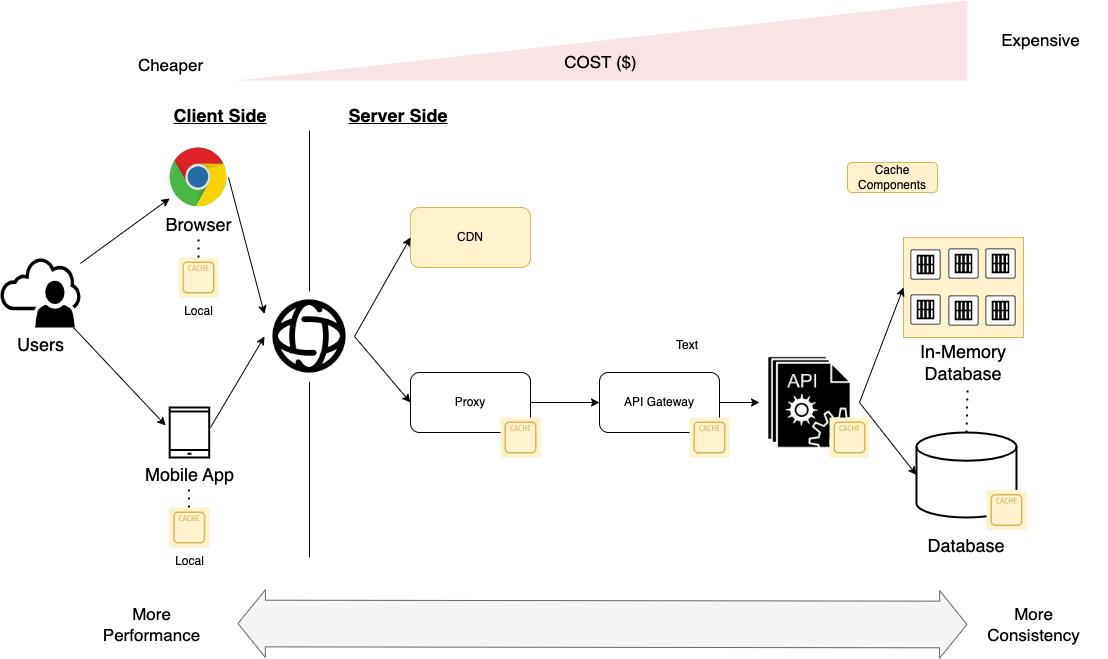 Expensive
COST ($)
Cheaper
Client Side
Server Side
Cache
Components
Browser
CACHE
Local
CDN
Users
Text
In-Memory
Database
Proxy
CACHE
API Gateway
CACHE
API
CACHE
Mobile App
CACHE
Local
CACHE
Database
More
Performance
More
Consistency